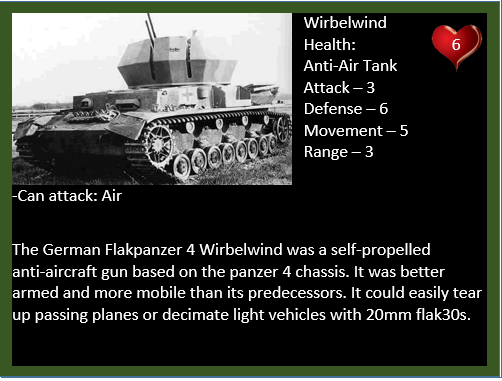 Wirbelwind
Health:
6
Anti-Air Tank
Attack – 3
Defense – 6
Movement – 5
Range – 3
-Can attack: Air
The German Flakpanzer 4 Wirbelwind was a self-propelled
anti-aircraft gun based on the panzer 4 chassis. It was better
armed and more mobile than its predecessors. It could easily tear
up passing planes or decimate light vehicles with 20mm flak30s.